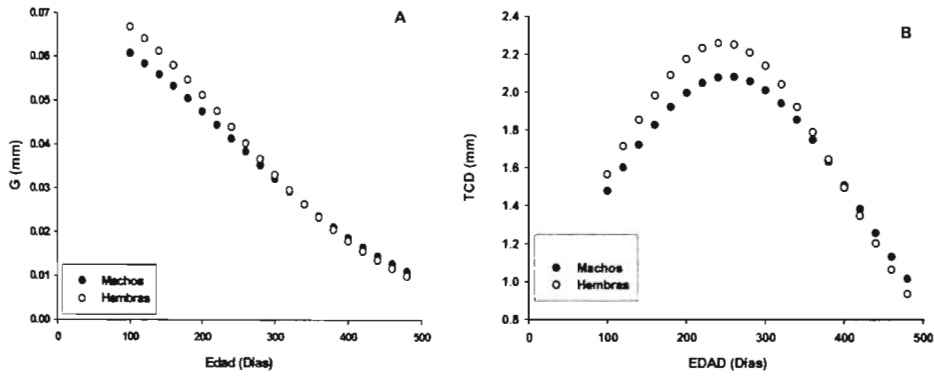 A
0.07
0.06
0.05
0.04
0.03
0.02
0.01
0.00
G (mm)
Machos
Hembras
0 100 200 300 400 500
Edad (Días)
B
2.4
2.2
2.0
1.8
1.6
1.4
1.2
1.0
0.8
TCD (mm)
Machos
Hembras
0 100 200 300 400 500
EDAD (Días)